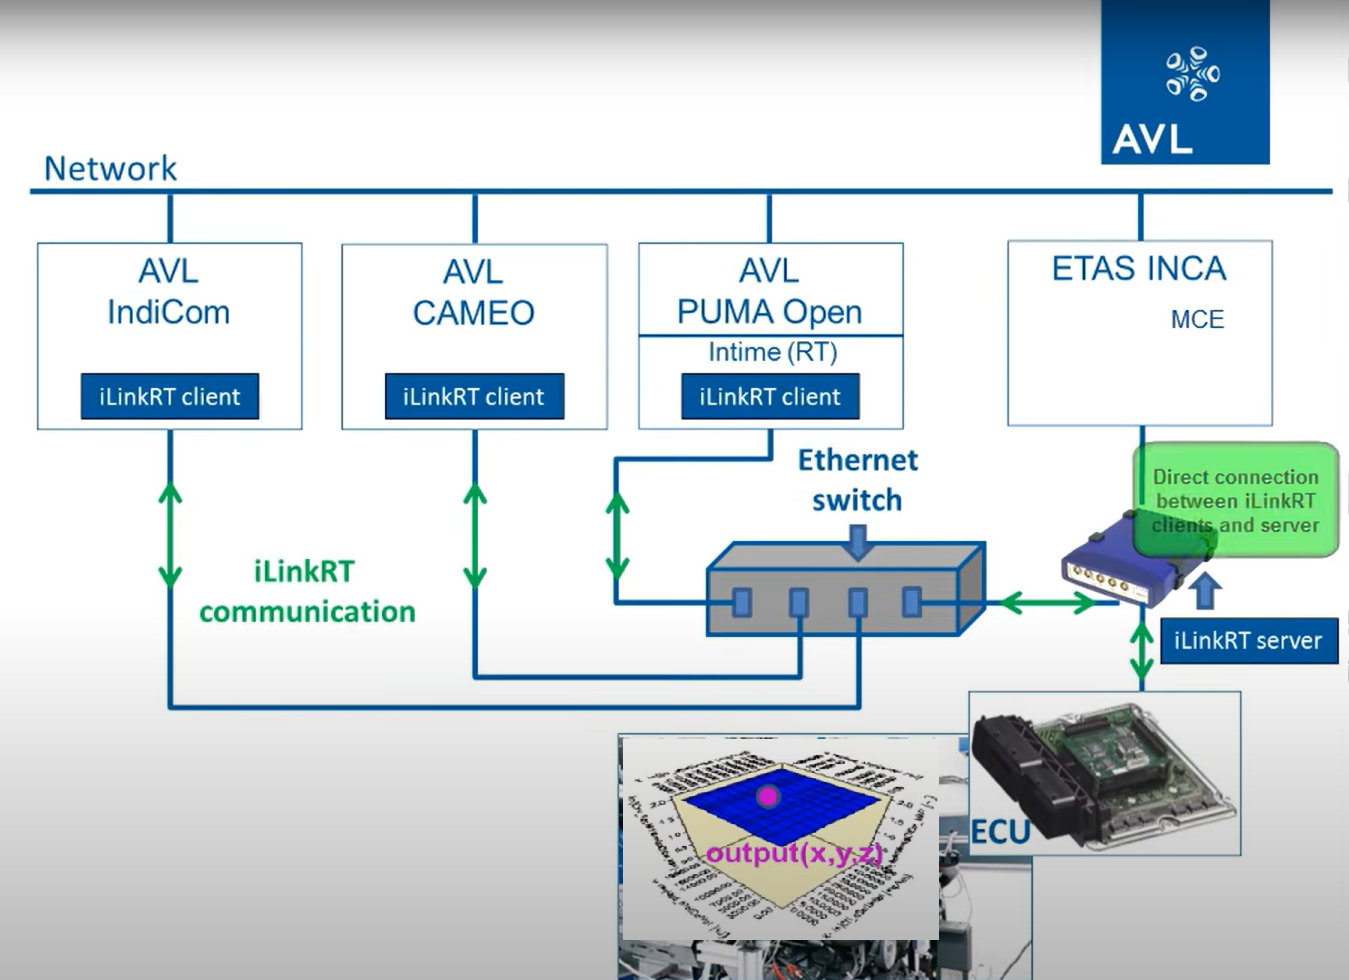 AVL
Network
AVL
IndiCom
iLinkRT client
AVL
CAMEO
iLinkRT client
AVL
PUMA Open
Intime (RT)
iLinkRT client
ETAS INCA
MCE
Ethernet
switch
Direct connection
between iLinkRT
clients and server
iLinkRT
communication
iLinkRT server
ECU
output(x,y,z)